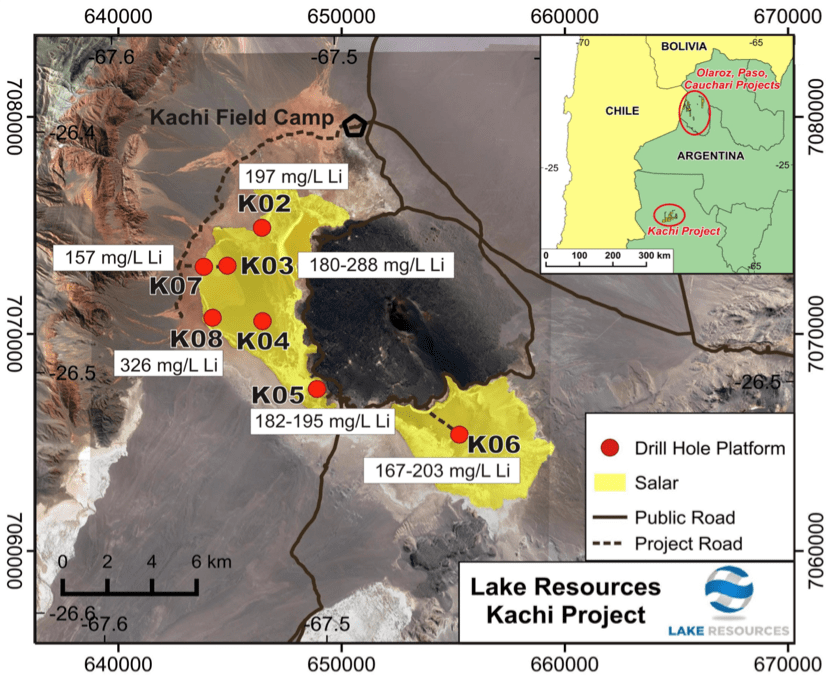 640000
650000
660000
670000
-67.6
-67.5
7080000
7080000
-26.4
Kachi Field Camp
197 mg/L Li
K02
157 mg/L Li
K03
180-288 mg/L Li
K07
7070000
7070000
K08
K04
326 mg/L Li
-26.5
-26.5
K05
182-195 mg/L Li
K06
167-203 mg/L Li
7060000
7060000
0 2 4 6 km
-26.6
-67.6
-67.5
640000
650000
660000
670000
-70
BOLIVIA
-65
Olaroz, Paso,
Cauchari Projects
CHILE
ARGENTINA
-25
-25
Kachi Project
0 100 200 300 km
-65
Drill Hole Platform
Salar
Public Road
Project Road
Lake Resources
Kachi Project
LAKE RESOURCES